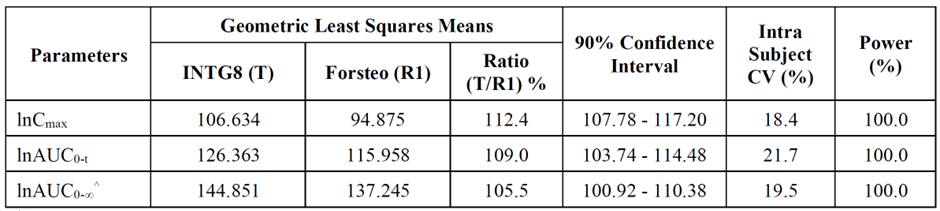 Parameters Geometric Least Squares Means 90% Confidence Interval Intra Subject CV (%) Power (%)
INTG8 (T) Forsteo (R1) Ratio (T/R1) %
lnCmax 106.634 94.875 112.4 107.78 - 117.20 18.4 100.0
lnAUC0-t 126.363 115.958 109.0 103.74 - 114.48 21.7 100.0
lnAUC0-∞^ 144.851 137.245 105.5 100.92 - 110.38 19.5 100.0